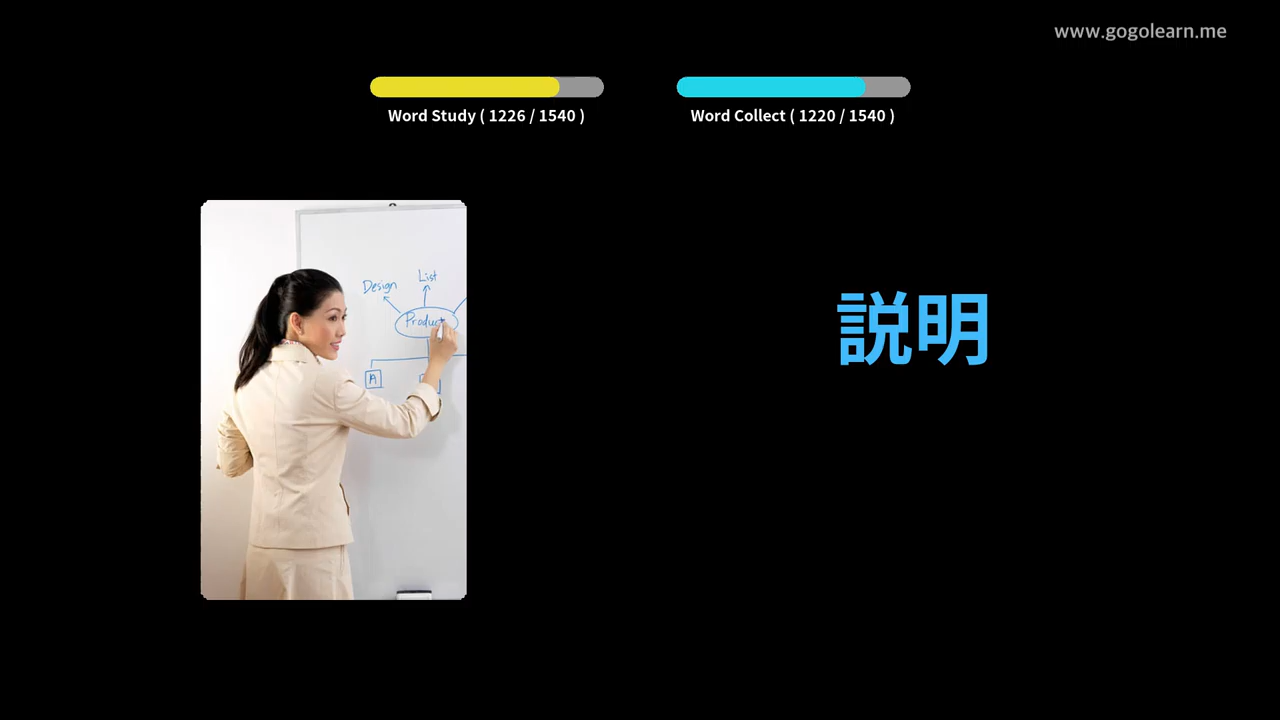 www.gogolearn.me
Word Study ( 1226 / 1540 )
Word Collect ( 1220 / 1540 )
List
Design
Product
A
説明